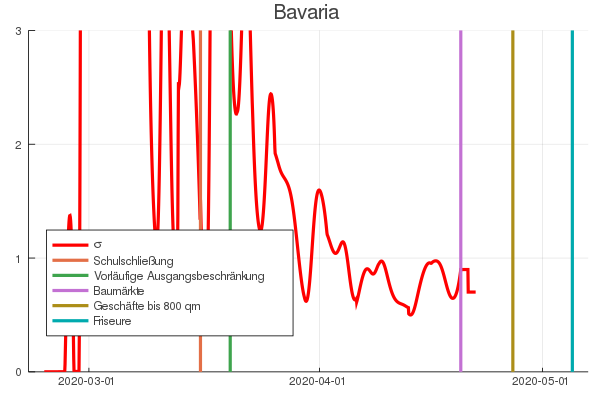 Bavaria
3
2
1
0
σ
Schulschließung
Vorläufige Ausgangsbeschränkung
Baumärkte
Geschäfte bis 800 qm
Friseure
2020-03-01
2020-04-01
2020-05-01